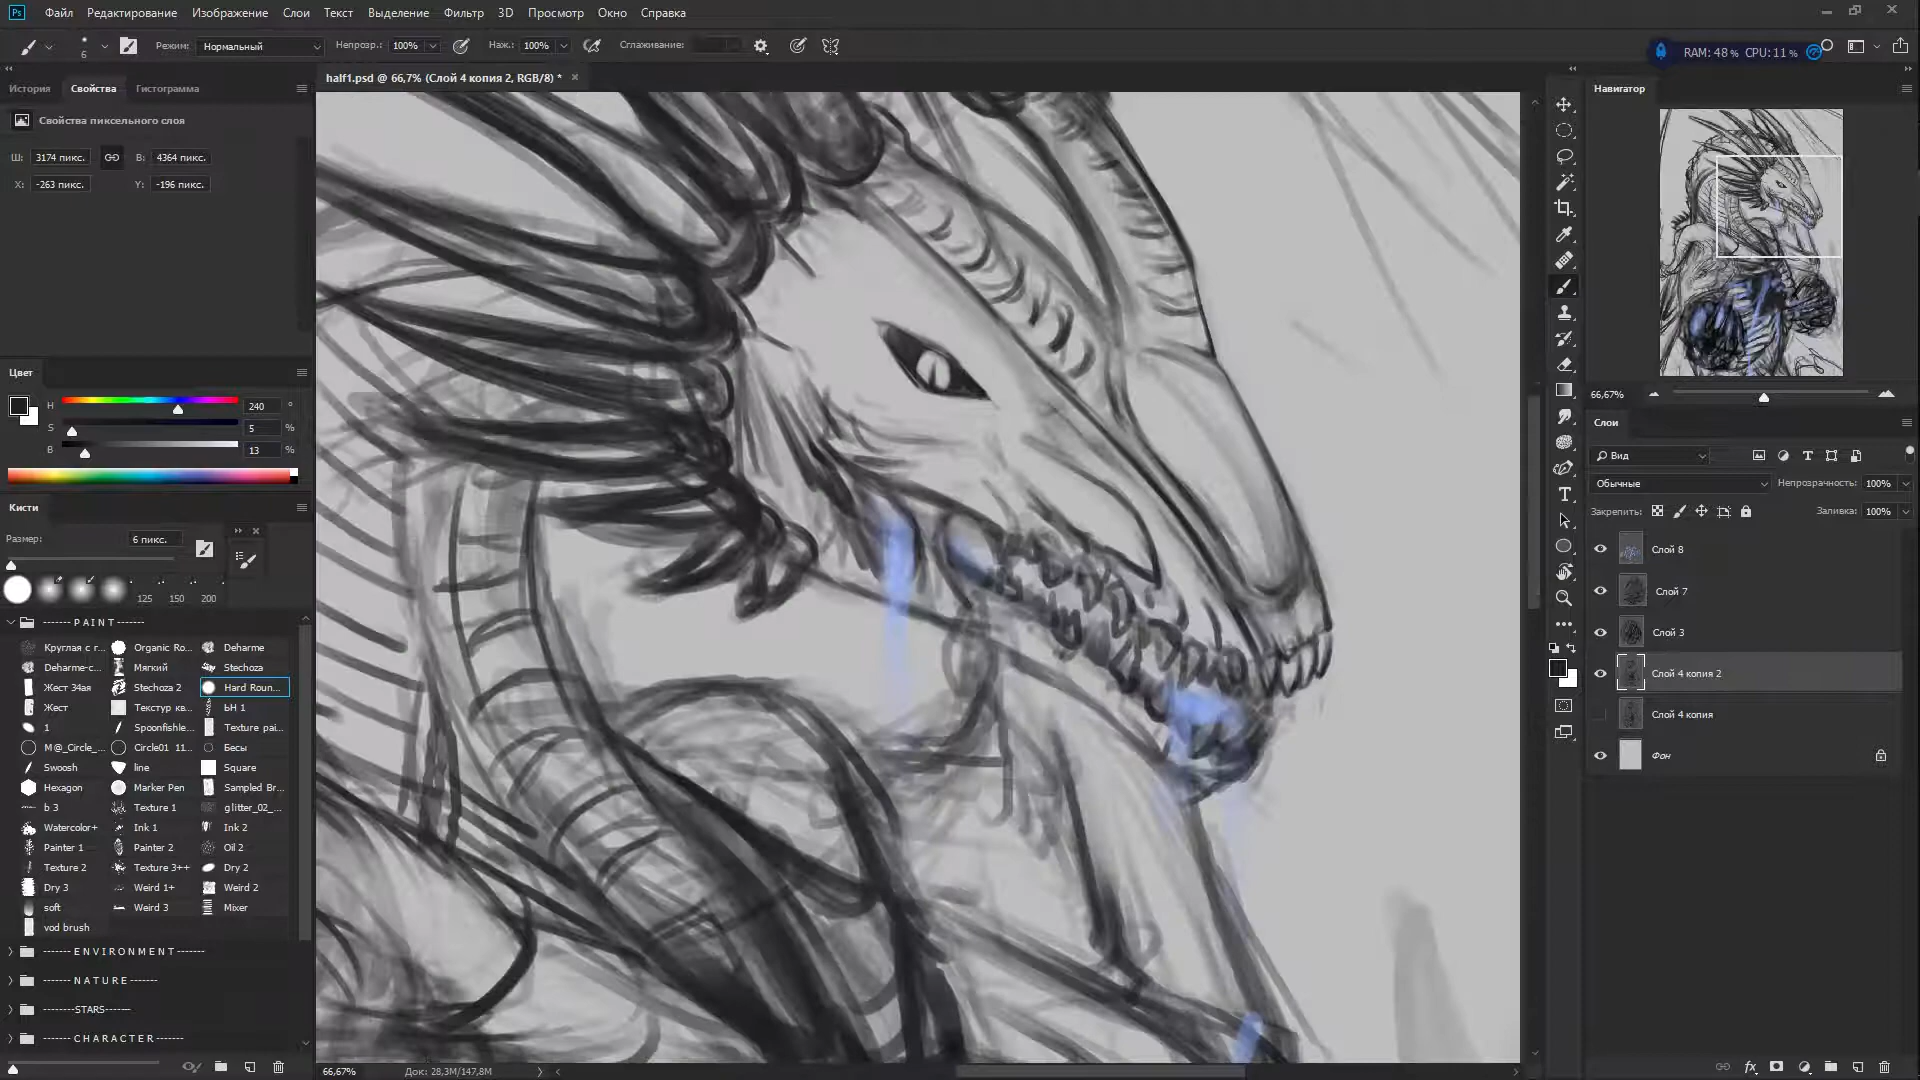 Ps Файл Редактирование Изображение Слои Текст Выделение Фильтр 3D Просмотр Окно Справка
6 Режим: Нормальный Непрозр.: 100% Наж.: 100% Сглаживание:
RAM: 48 % CPU: 11 %
half1.psd @ 66,7% (Слой 4 копия 2, RGB/8) *
История Свойства Гистограмма
Свойства пиксельного слоя
Ш: 3174 пикс. В: 4364 пикс.
X: -263 пикс. Y: -196 пикс.
Цвет
H 240 °
S 5 %
B 13 %
Кисти
Размер: 6 пикс.
125 150 200
------- P A I N T -------
Круглая с г... Organic Ro... Deharme
Deharme-с... Мягкий Stechoza
Жест 34ая Stechoza 2 Hard Roun...
Жест Текстур кв... ЬН 1
1 Spoonfishle... Texture pai...
M@_Circle_... Circle01 11... Бесы
Swoosh line Square
Hexagon Marker Pen Sampled Br...
b 3 Texture 1 glitter_02_...
Watercolor+ Ink 1 Ink 2
Painter 1 Painter 2 Oil 2
Texture 2 Texture 3++ Dry 2
Dry 3 Weird 1+ Weird 2
soft Weird 3 Mixer
vod brush
------- E N V I R O N M E N T -------
------- N A T U R E -------
-------STARS-------
------- C H A R A C T E R -------
66,67% Док: 28,3M/147,8M
Навигатор
66,67%
Слои
Вид
Обычные Непрозрачность: 100%
Закрепить: Заливка: 100%
Слой 8
Слой 7
Слой 3
Слой 4 копия 2
Слой 4 копия
Фон